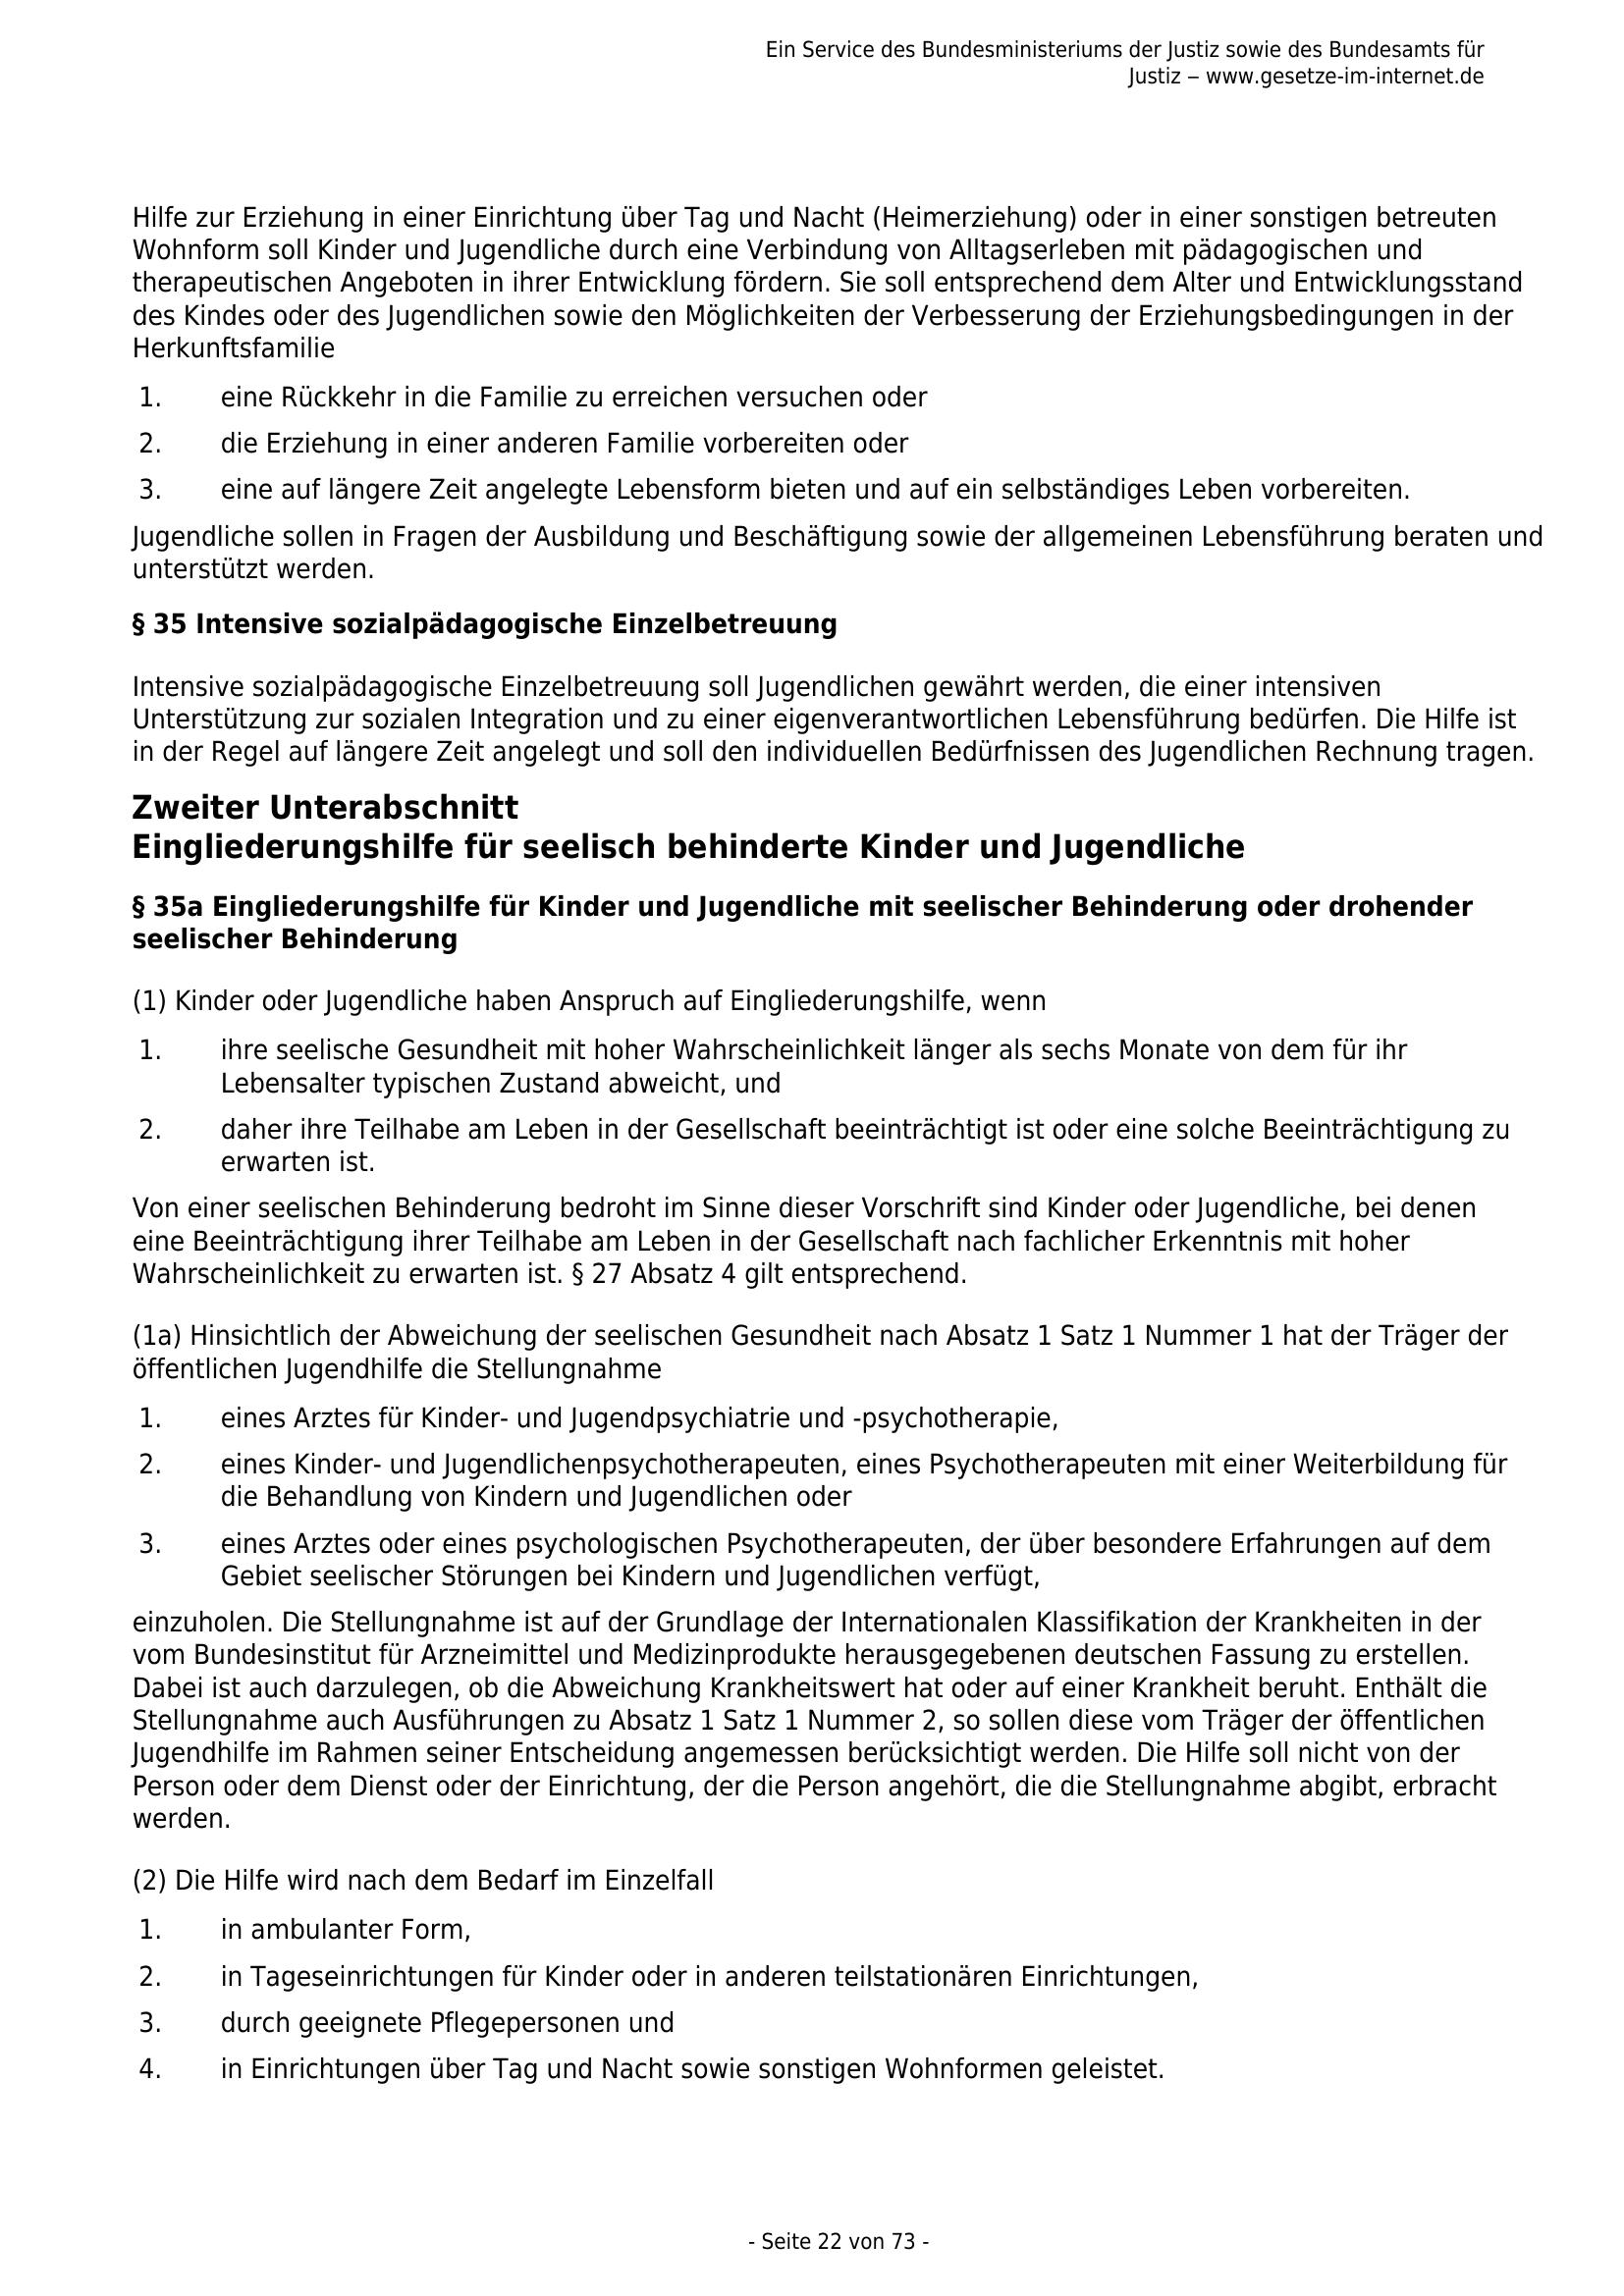 Ein Service des Bundesministeriums der Justiz sowie des Bundesamts für
Justiz ‒ www.gesetze-im-internet.de
Hilfe zur Erziehung in einer Einrichtung über Tag und Nacht (Heimerziehung) oder in einer sonstigen betreuten
Wohnform soll Kinder und Jugendliche durch eine Verbindung von Alltagserleben mit pädagogischen und
therapeutischen Angeboten in ihrer Entwicklung fördern. Sie soll entsprechend dem Alter und Entwicklungsstand
des Kindes oder des Jugendlichen sowie den Möglichkeiten der Verbesserung der Erziehungsbedingungen in der
Herkunftsfamilie
1. eine Rückkehr in die Familie zu erreichen versuchen oder
2. die Erziehung in einer anderen Familie vorbereiten oder
3. eine auf längere Zeit angelegte Lebensform bieten und auf ein selbständiges Leben vorbereiten.
Jugendliche sollen in Fragen der Ausbildung und Beschäftigung sowie der allgemeinen Lebensführung beraten und
unterstützt werden.
§ 35 Intensive sozialpädagogische Einzelbetreuung
Intensive sozialpädagogische Einzelbetreuung soll Jugendlichen gewährt werden, die einer intensiven
Unterstützung zur sozialen Integration und zu einer eigenverantwortlichen Lebensführung bedürfen. Die Hilfe ist
in der Regel auf längere Zeit angelegt und soll den individuellen Bedürfnissen des Jugendlichen Rechnung tragen.
Zweiter Unterabschnitt
Eingliederungshilfe für seelisch behinderte Kinder und Jugendliche
§ 35a Eingliederungshilfe für Kinder und Jugendliche mit seelischer Behinderung oder drohender
seelischer Behinderung
(1) Kinder oder Jugendliche haben Anspruch auf Eingliederungshilfe, wenn
1. ihre seelische Gesundheit mit hoher Wahrscheinlichkeit länger als sechs Monate von dem für ihr
Lebensalter typischen Zustand abweicht, und
2. daher ihre Teilhabe am Leben in der Gesellschaft beeinträchtigt ist oder eine solche Beeinträchtigung zu
erwarten ist.
Von einer seelischen Behinderung bedroht im Sinne dieser Vorschrift sind Kinder oder Jugendliche, bei denen
eine Beeinträchtigung ihrer Teilhabe am Leben in der Gesellschaft nach fachlicher Erkenntnis mit hoher
Wahrscheinlichkeit zu erwarten ist. § 27 Absatz 4 gilt entsprechend.
(1a) Hinsichtlich der Abweichung der seelischen Gesundheit nach Absatz 1 Satz 1 Nummer 1 hat der Träger der
öffentlichen Jugendhilfe die Stellungnahme
1. eines Arztes für Kinder- und Jugendpsychiatrie und -psychotherapie,
2. eines Kinder- und Jugendlichenpsychotherapeuten, eines Psychotherapeuten mit einer Weiterbildung für
die Behandlung von Kindern und Jugendlichen oder
3. eines Arztes oder eines psychologischen Psychotherapeuten, der über besondere Erfahrungen auf dem
Gebiet seelischer Störungen bei Kindern und Jugendlichen verfügt,
einzuholen. Die Stellungnahme ist auf der Grundlage der Internationalen Klassifikation der Krankheiten in der
vom Bundesinstitut für Arzneimittel und Medizinprodukte herausgegebenen deutschen Fassung zu erstellen.
Dabei ist auch darzulegen, ob die Abweichung Krankheitswert hat oder auf einer Krankheit beruht. Enthält die
Stellungnahme auch Ausführungen zu Absatz 1 Satz 1 Nummer 2, so sollen diese vom Träger der öffentlichen
Jugendhilfe im Rahmen seiner Entscheidung angemessen berücksichtigt werden. Die Hilfe soll nicht von der
Person oder dem Dienst oder der Einrichtung, der die Person angehört, die die Stellungnahme abgibt, erbracht
werden.
(2) Die Hilfe wird nach dem Bedarf im Einzelfall
1. in ambulanter Form,
2. in Tageseinrichtungen für Kinder oder in anderen teilstationären Einrichtungen,
3. durch geeignete Pflegepersonen und
4. in Einrichtungen über Tag und Nacht sowie sonstigen Wohnformen geleistet.
- Seite 22 von 73 -